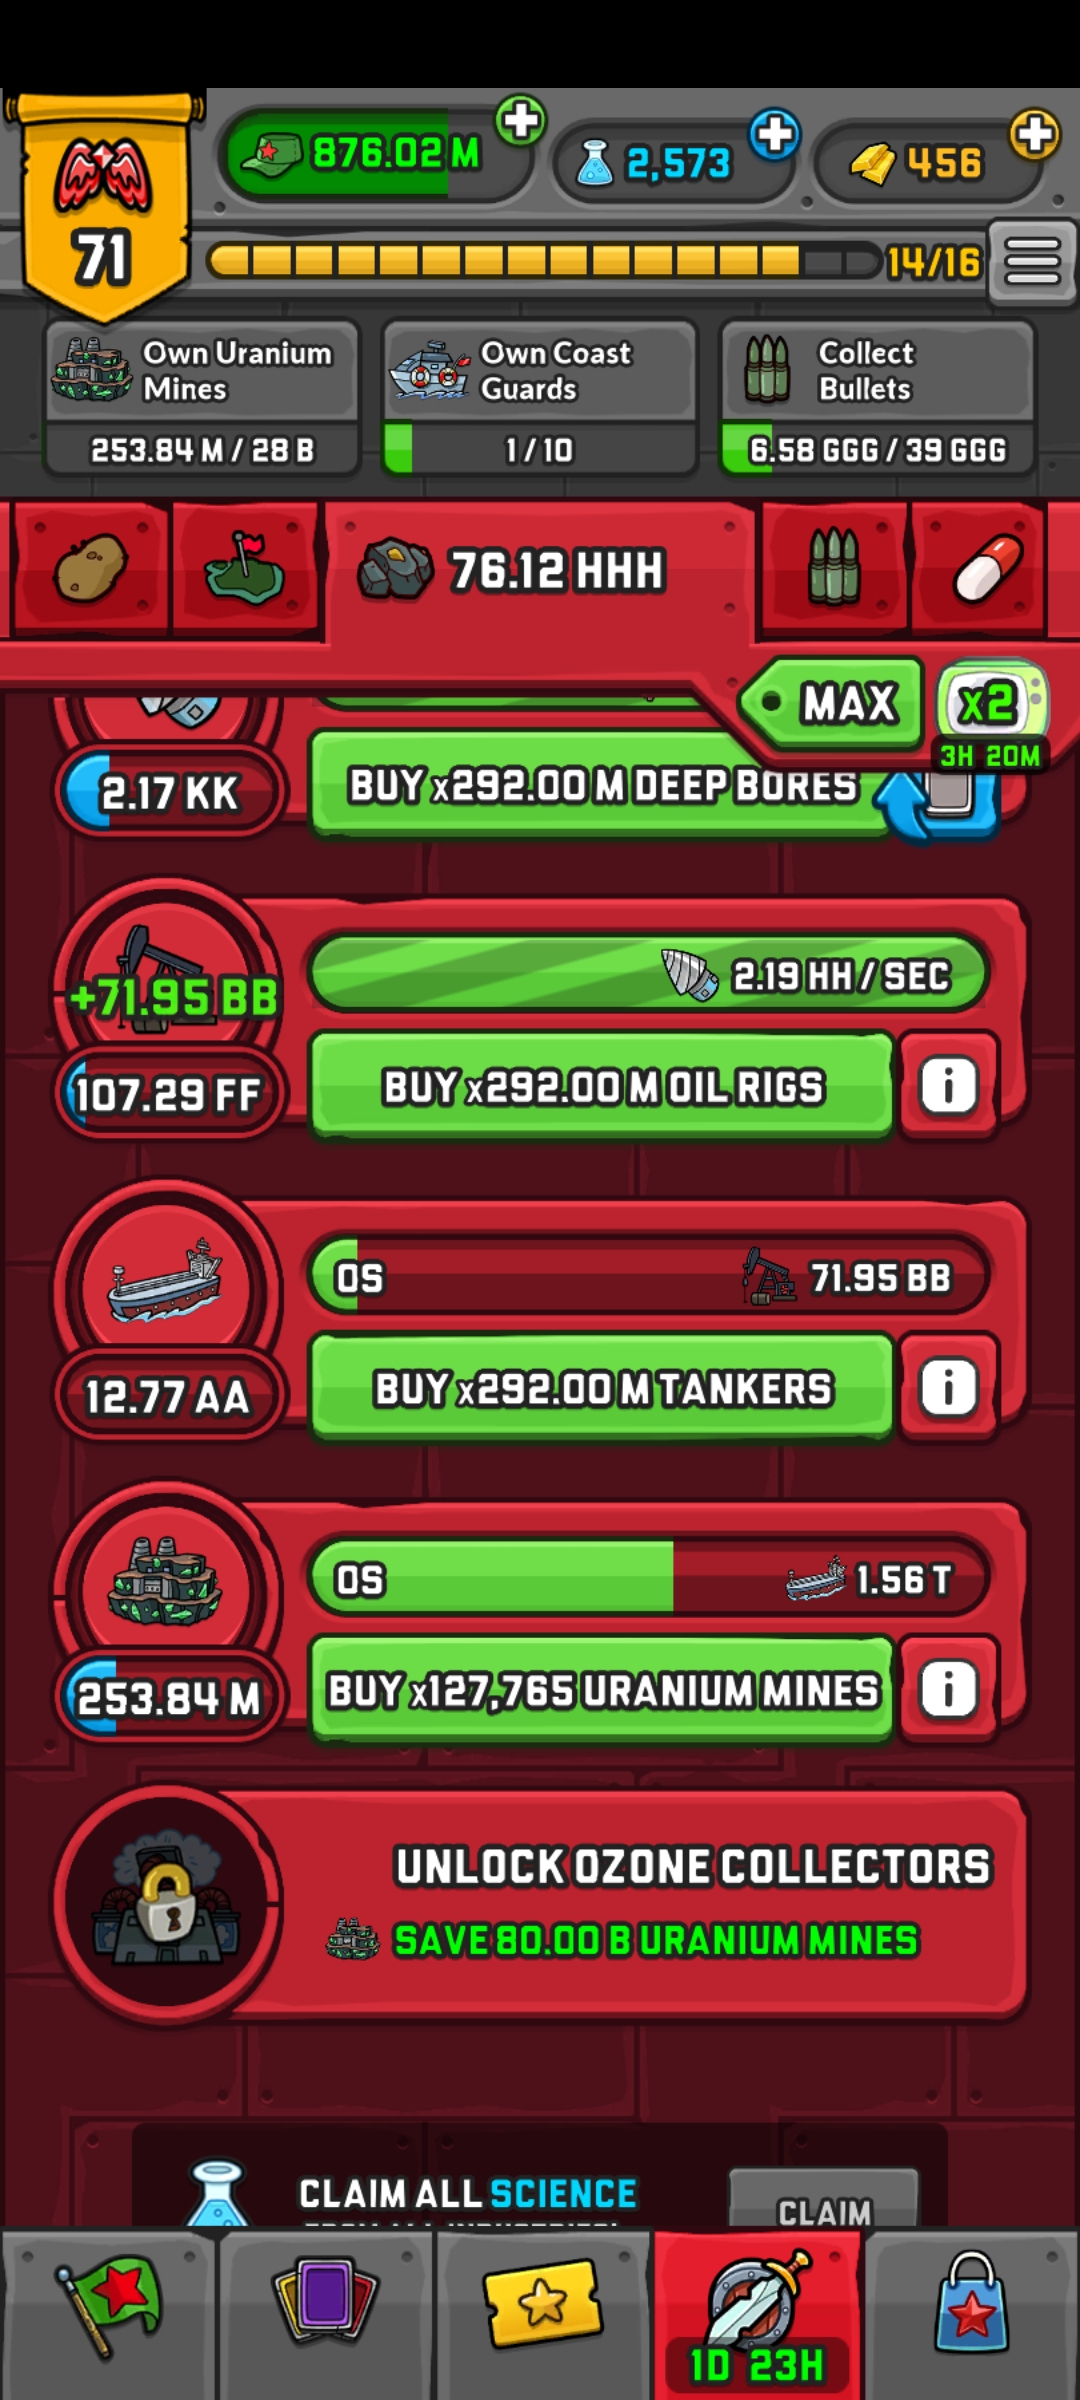 876.02 M
2,573
456
71
14/16
Own Uranium
Mines
253.84 M / 28 B
Own Coast
Guards
1 / 10
Collect
Bullets
6.58 GGG / 39 GGG
76.12 HHH
MAX
x2
3H 20M
2.17 KK
BUY x292.00 M DEEP BORES
+71.95 BB
2.19 HH / SEC
107.29 FF
BUY x292.00 M OIL RIGS
i
0S
71.95 BB
12.77 AA
BUY x292.00 M TANKERS
i
0S
1.56 T
253.84 M
BUY x127,765 URANIUM MINES
i
UNLOCK OZONE COLLECTORS
SAVE 80.00 B URANIUM MINES
CLAIM ALL SCIENCE
CLAIM
1D 23H